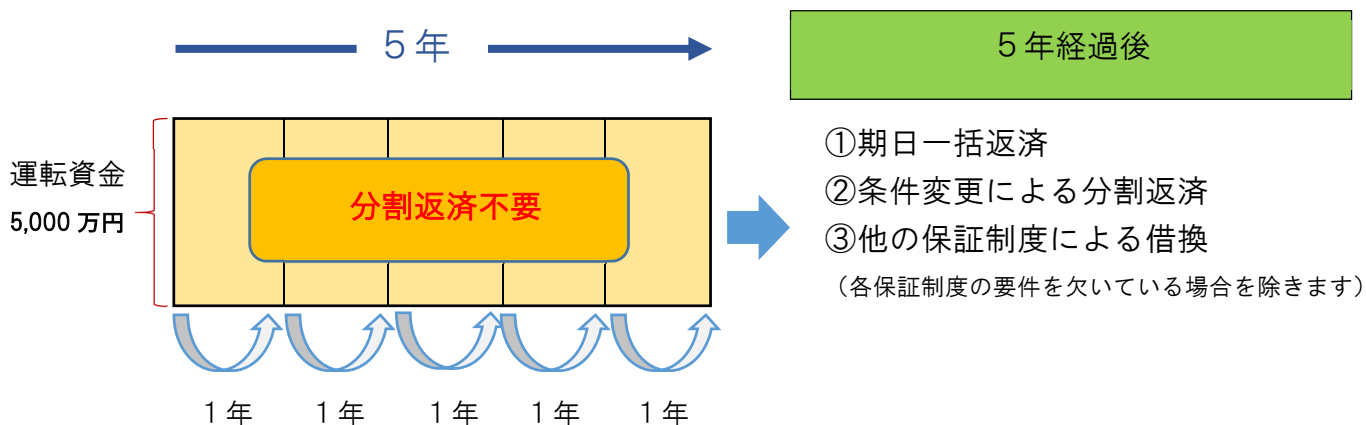 ５年
５年経過後
運転資金
5,000 万円
分割返済不要
①期日一括返済
②条件変更による分割返済
③他の保証制度による借換
（各保証制度の要件を欠いている場合を除きます）
１年
１年
１年
１年
１年